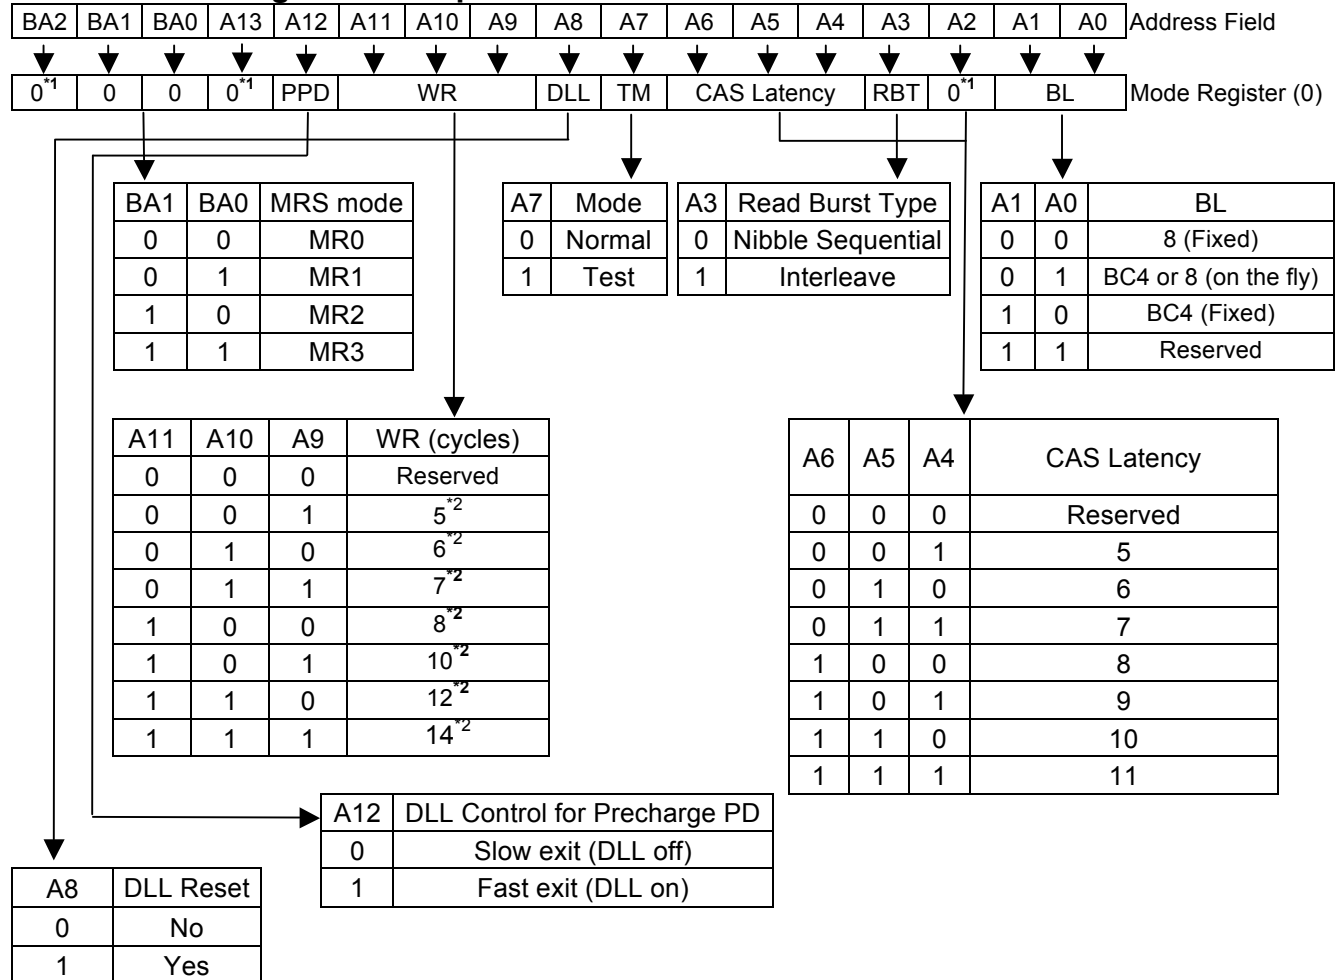 BA2 BA1 BA0 A13 A12 A11 A10 A9 A8 A7 A6 A5 A4 A3 A2 A1 A0 Address Field
0*1 0 0 0*1 PPD WR DLL TM CAS Latency RBT 0*1 BL Mode Register (0)
BA1 BA0 MRS mode
0 0 MR0
0 1 MR1
1 0 MR2
1 1 MR3
A7 Mode
0 Normal
1 Test
A3 Read Burst Type
0 Nibble Sequential
1 Interleave
A1 A0 BL
0 0 8 (Fixed)
0 1 BC4 or 8 (on the fly)
1 0 BC4 (Fixed)
1 1 Reserved
A11 A10 A9 WR (cycles)
0 0 0 Reserved
0 0 1 5*2
0 1 0 6*2
0 1 1 7*2
1 0 0 8*2
1 0 1 10*2
1 1 0 12*2
1 1 1 14*2
A6 A5 A4 CAS Latency
0 0 0 Reserved
0 0 1 5
0 1 0 6
0 1 1 7
1 0 0 8
1 0 1 9
1 1 0 10
1 1 1 11
A12 DLL Control for Precharge PD
0 Slow exit (DLL off)
1 Fast exit (DLL on)
A8 DLL Reset
0 No
1 Yes